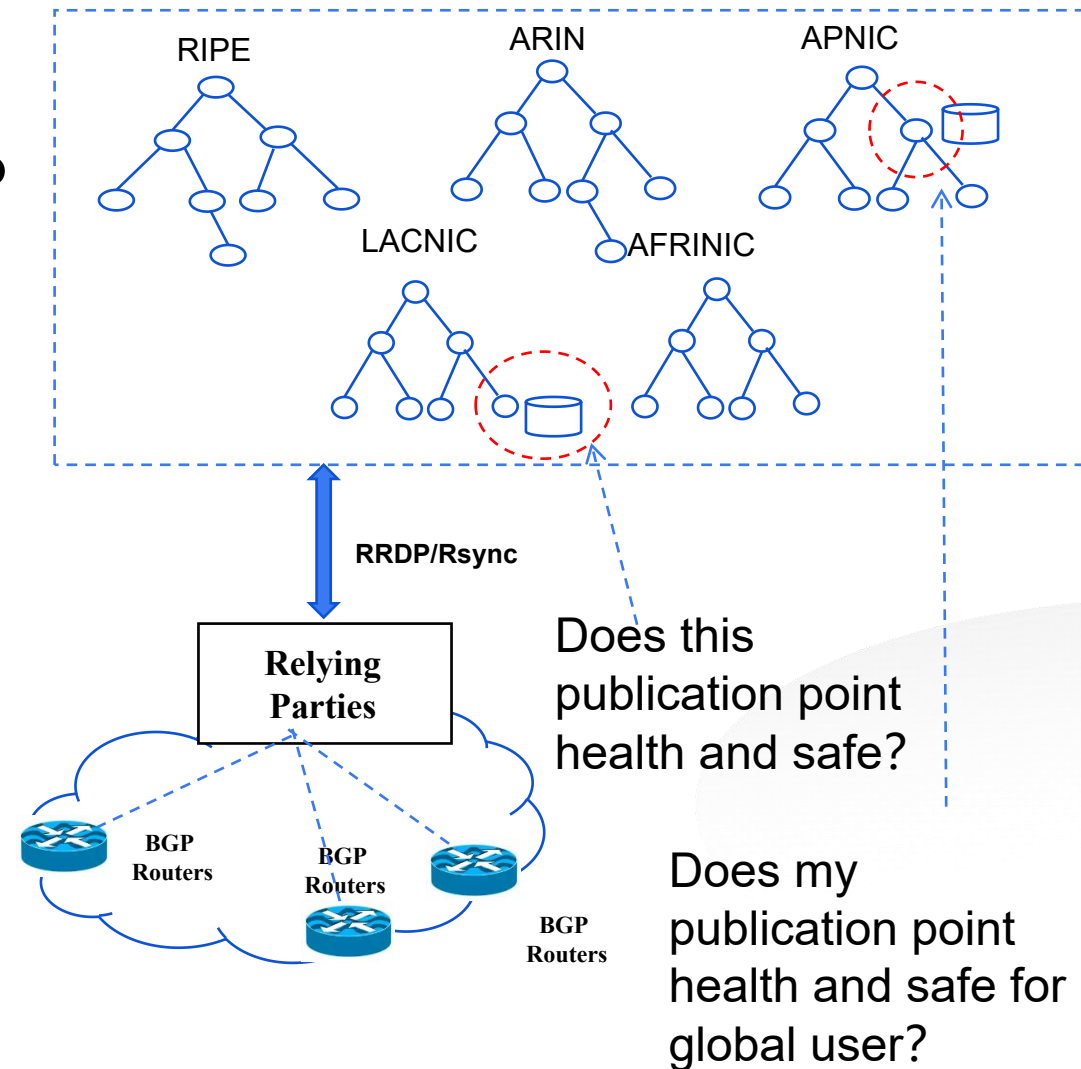 RIPE
ARIN
APNIC
LACNIC
AFRINIC
RRDP/Rsync
Relying
Parties
Does this
publication point
health and safe?
BGP
Routers
BGP
Routers
BGP
Routers
Does my
publication point
health and safe for
global user?